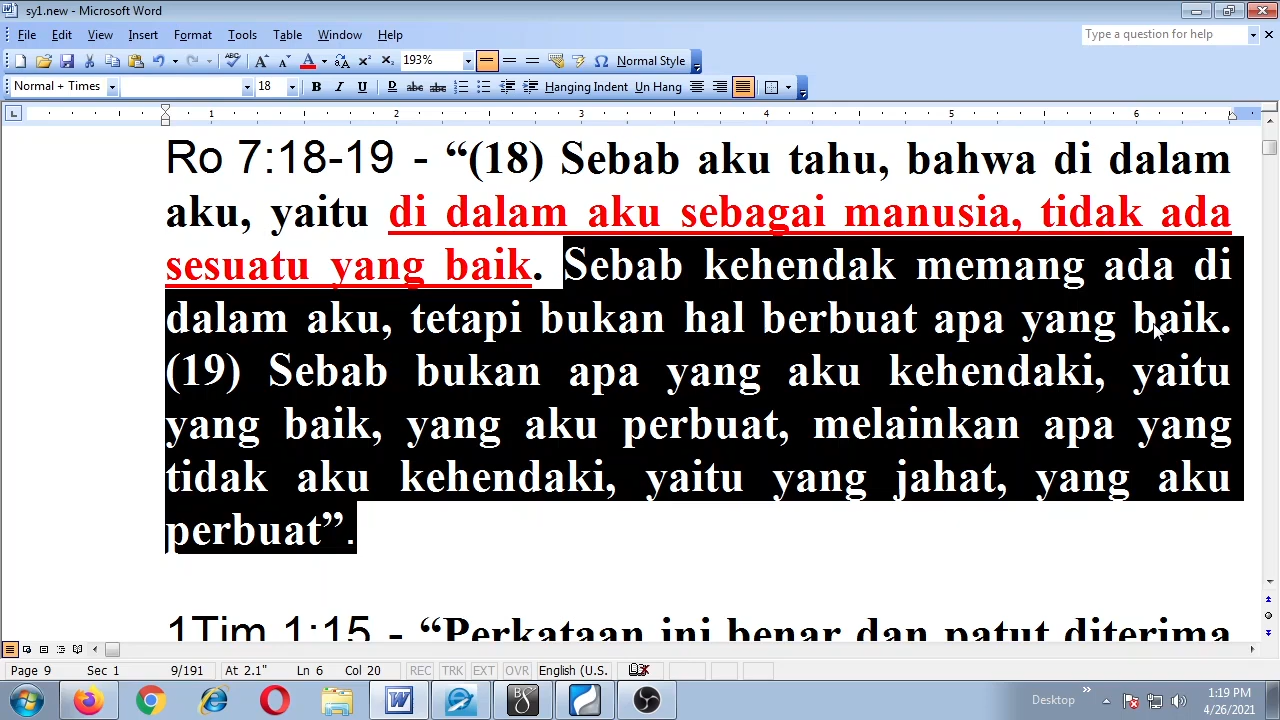 sy1.new - Microsoft Word
File Edit View Insert Format Tools Table Window Help
Type a question for help
193% Normal Style
Normal + Times 18 Hanging Indent Un Hang
1 2 3 4 5 6
Ro 7:18-19 - “(18) Sebab aku tahu, bahwa di dalam
aku, yaitu di dalam aku sebagai manusia, tidak ada
sesuatu yang baik. Sebab kehendak memang ada di
dalam aku, tetapi bukan hal berbuat apa yang baik.
(19) Sebab bukan apa yang aku kehendaki, yaitu
yang baik, yang aku perbuat, melainkan apa yang
tidak aku kehendaki, yaitu yang jahat, yang aku
perbuat”.
1Tim 1:15 - “Perkataan ini benar dan patut diterima
Page 9 Sec 1 9/191 At 2.1" Ln 6 Col 20 REC TRK EXT OVR English (U.S.
Desktop » 1:19 PM
4/26/2021